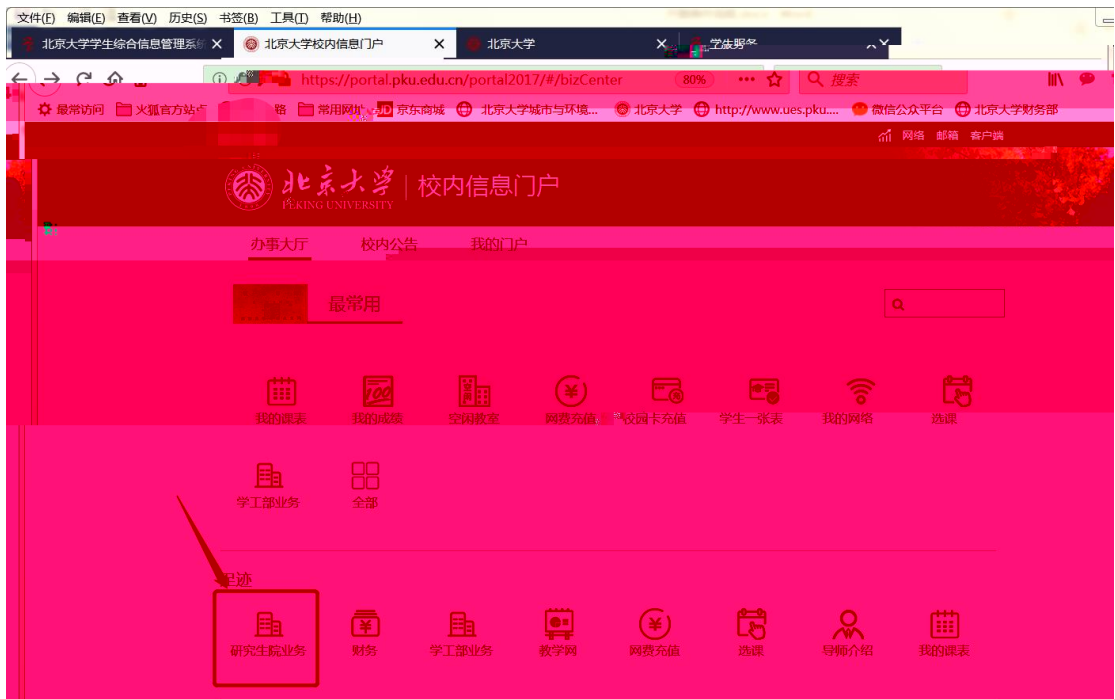 文件(F) 编辑(E) 查看(V) 历史(S) 书签(B) 工具(T) 帮助(H)
北京大学学生综合信息管理系统 北京大学校内信息门户 北京大学
https://portal.pku.edu.cn/portal2017/#/bizCenter 80% 搜索
最常访问 火狐官方站点 常用网址 JD 京东商城 北京大学城市与环境... 北京大学 http://www.ues.pku.... 微信公众平台 北京大学财务部
网络 邮箱 客户端
北京大学 校内信息门户
PEKING UNIVERSITY
办事大厅 校内公告 我的门户
最常用
我的课表 我的成绩 空闲教室 网费充值 校园卡充值 学生一张表 我的网络 选课
学工部业务 全部
足迹
研究生院业务 财务 学工部业务 教学网 网费充值 选课 导师介绍 我的课表